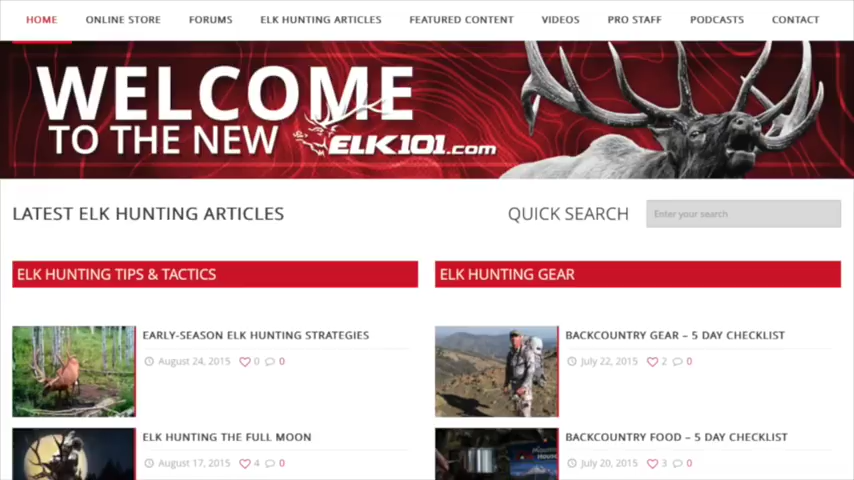 HOME ONLINE STORE FORUMS ELK HUNTING ARTICLES FEATURED CONTENT VIDEOS PRO STAFF PODCASTS CONTACT
WELCOME
TO THE NEW ELK101.com
LATEST ELK HUNTING ARTICLES QUICK SEARCH Enter your search
ELK HUNTING TIPS & TACTICS ELK HUNTING GEAR
EARLY-SEASON ELK HUNTING STRATEGIES BACKCOUNTRY GEAR – 5 DAY CHECKLIST
August 24, 2015 0 0 July 22, 2015 2 0
ELK HUNTING THE FULL MOON BACKCOUNTRY FOOD – 5 DAY CHECKLIST
August 17, 2015 4 0 July 20, 2015 3 0